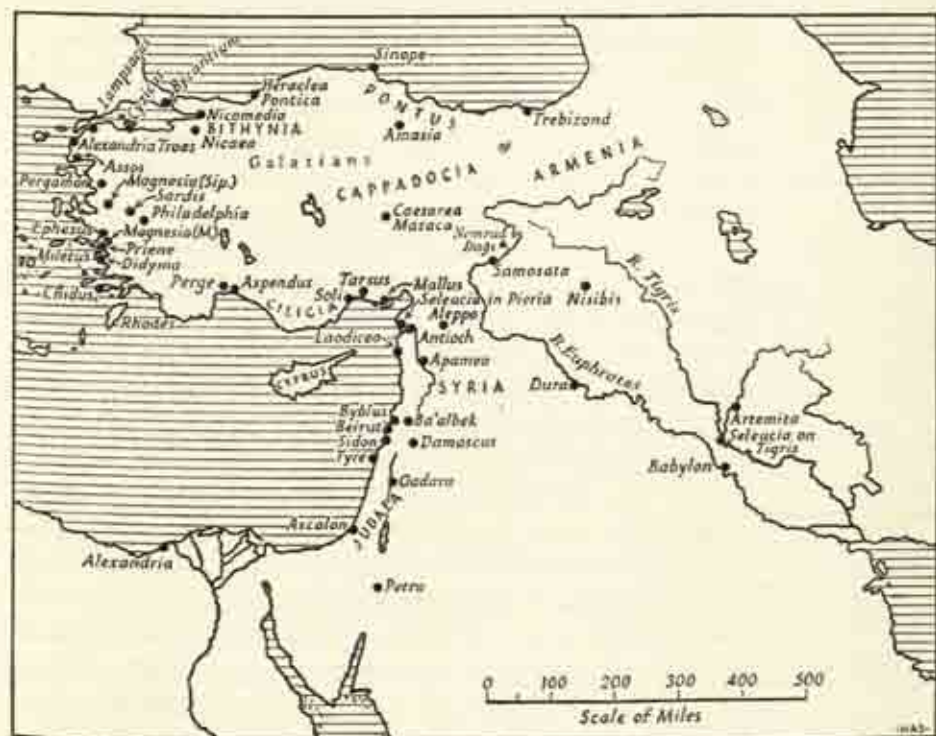 Lampsacus
Cyzicus
Byzantium
Sinope
Heraclea
Pontica
PONTUS
Nicomedia
BITHYNIA
Nicaea
Amasia
Trebizond
Alexandria Troas
Galatians
ARMENIA
Assos
CAPPADOCIA
Pergamon
Magnesia (Sip.)
Sardis
Philadelphia
Caesarea
Mazaca
Ephesus
Magnesia (M.)
Nemrud
Dagh
Miletus
Priene
Didyma
Samosata
R. Tigris
Cnidus
Perge
Aspendus
Tarsus
Mallus
Nisibis
Soli
Seleucia in Pieria
CILICIA
Aleppo
Rhodes
Laodicea
Antioch
R. Euphrates
CYPRUS
Apamea
SYRIA
Dura
Byblus
Ba'albek
Artemita
Beirut
Seleucia on
Tigris
Sidon
Damascus
Tyre
Babylon
Gadara
JUDAEA
Ascalon
Alexandria
Petra
0 100 200 300 400 500
Scale of Miles
-HAS-